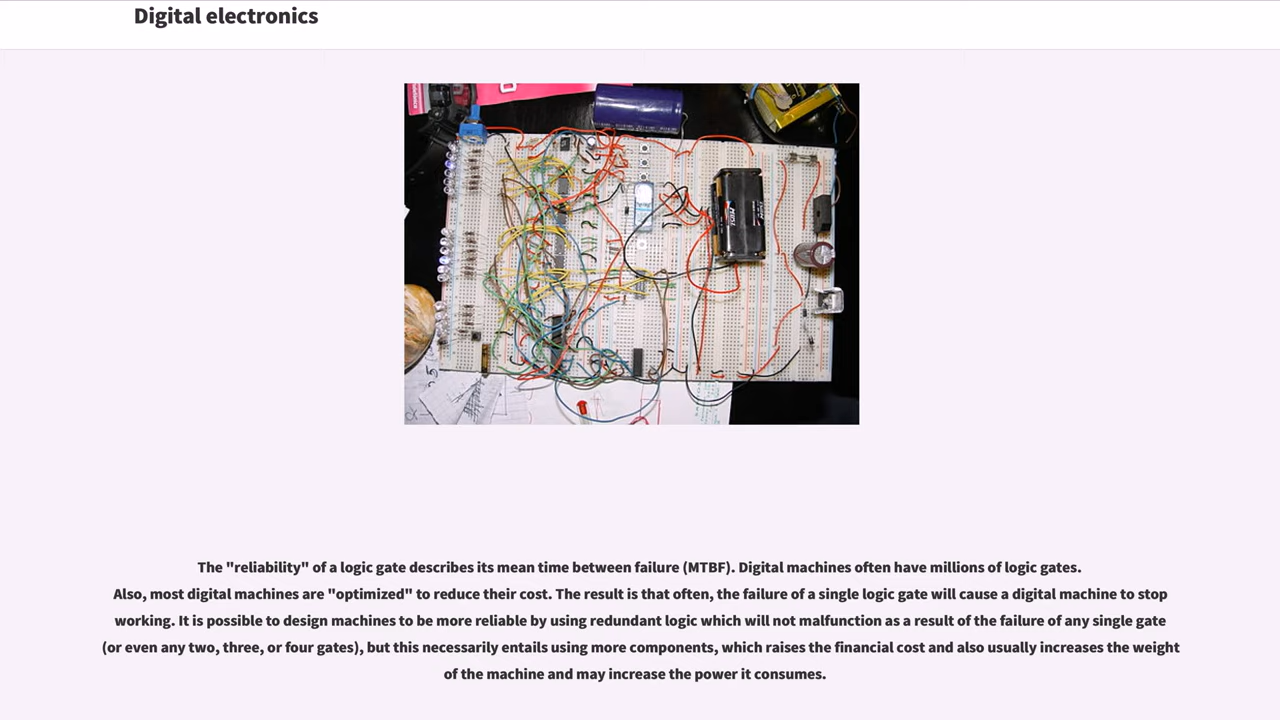 Digital electronics
The "reliability" of a logic gate describes its mean time between failure (MTBF). Digital machines often have millions of logic gates.
Also, most digital machines are "optimized" to reduce their cost. The result is that often, the failure of a single logic gate will cause a digital machine to stop
working. It is possible to design machines to be more reliable by using redundant logic which will not malfunction as a result of the failure of any single gate
(or even any two, three, or four gates), but this necessarily entails using more components, which raises the financial cost and also usually increases the weight
of the machine and may increase the power it consumes.